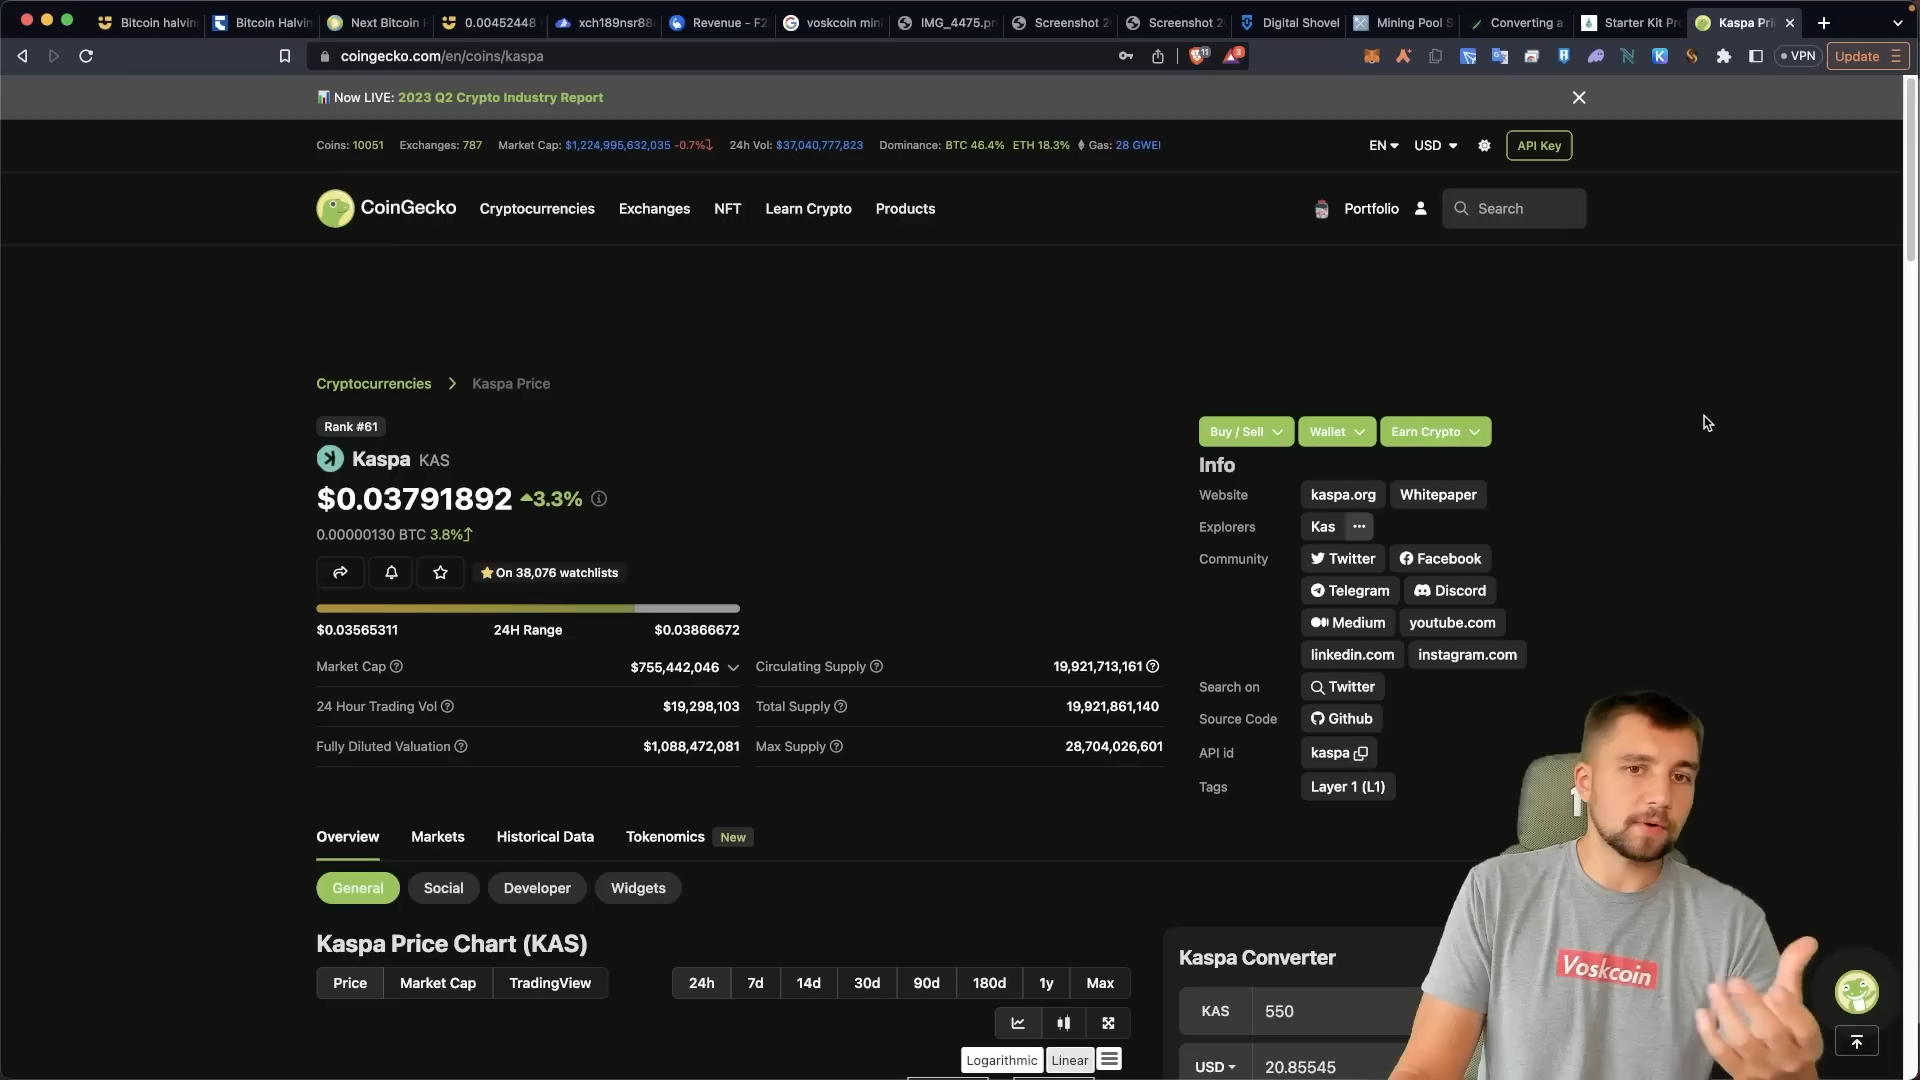 Bitcoin halvin
Bitcoin Halvin
Next Bitcoin
0.00452448
xch189nsr88
Revenue - F2
voskcoin min
IMG_4475.pn
Screenshot 2
Screenshot 2
Digital Shovel
Mining Pool S
Converting a
Starter Kit Pr
Kaspa Pri
coingecko.com/en/coins/kaspa
11
3
VPN
Update
Now LIVE: 2023 Q2 Crypto Industry Report
Coins: 10051 Exchanges: 787 Market Cap: $1,224,995,632,035 -0.7% 24h Vol: $37,040,777,823 Dominance: BTC 46.4% ETH 18.3% Gas: 28 GWEI
EN USD API Key
CoinGecko Cryptocurrencies Exchanges NFT Learn Crypto Products
Portfolio Search
Cryptocurrencies > Kaspa Price
Rank #61
Kaspa KAS
$0.03791892 3.3%
0.00000130 BTC 3.8%
On 38,076 watchlists
$0.03565311 24H Range $0.03866672
Market Cap $755,442,046
Circulating Supply 19,921,713,161
24 Hour Trading Vol $19,298,103
Total Supply 19,921,861,140
Fully Diluted Valuation $1,088,472,081
Max Supply 28,704,026,601
Buy / Sell Wallet Earn Crypto
Info
Website kaspa.org Whitepaper
Explorers Kas ...
Community Twitter Facebook
Telegram Discord
Medium youtube.com
linkedin.com instagram.com
Search on Twitter
Source Code Github
API id kaspa
Tags Layer 1 (L1)
Overview Markets Historical Data Tokenomics New
General Social Developer Widgets
Kaspa Price Chart (KAS)
Price Market Cap TradingView
24h 7d 14d 30d 90d 180d 1y Max
Logarithmic Linear
Kaspa Converter
KAS 550
USD 20.85545
Voskcoin